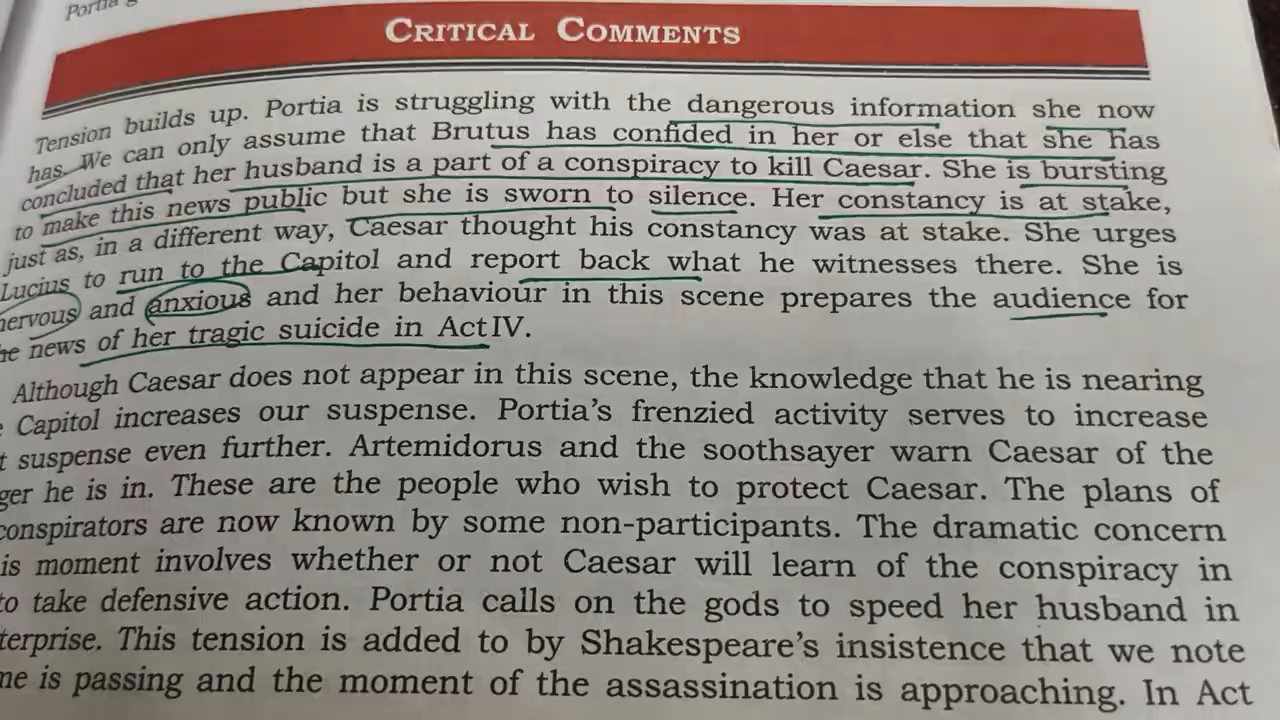 Portia
CRITICAL COMMENTS
Tension builds up. Portia is struggling with the dangerous information she now
has. We can only assume that Brutus has confided in her or else that she has
concluded that her husband is a part of a conspiracy to kill Caesar. She is bursting
to make this news public but she is sworn to silence. Her constancy is at stake,
just as, in a different way, Caesar thought his constancy was at stake. She urges
Lucius to run to the Capitol and report back what he witnesses there. She is
nervous and anxious and her behaviour in this scene prepares the audience for
he news of her tragic suicide in Act IV.
Although Caesar does not appear in this scene, the knowledge that he is nearing
Capitol increases our suspense. Portia's frenzied activity serves to increase
t suspense even further. Artemidorus and the soothsayer warn Caesar of the
ger he is in. These are the people who wish to protect Caesar. The plans of
conspirators are now known by some non-participants. The dramatic concern
is moment involves whether or not Caesar will learn of the conspiracy in
to take defensive action. Portia calls on the gods to speed her husband in
terprise. This tension is added to by Shakespeare's insistence that we note
me is passing and the moment of the assassination is approaching. In Act